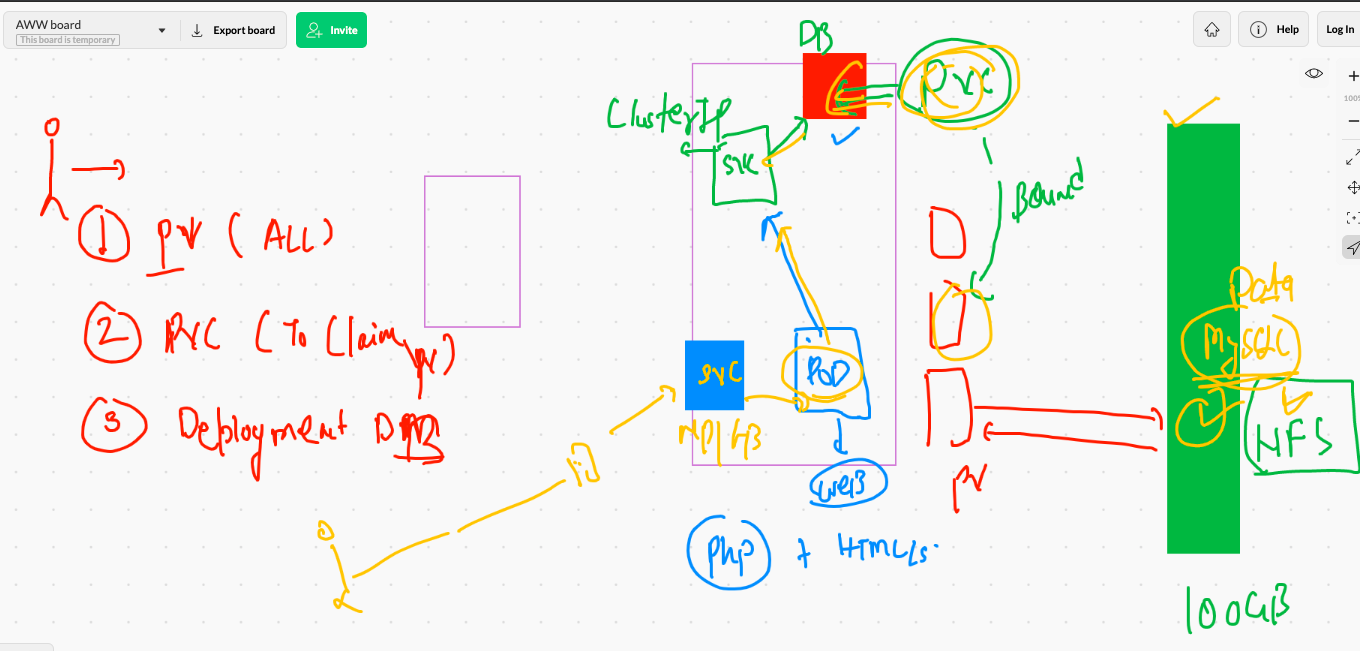 AWW board
This board is temporary
Export board
Invite
Help
Log In
100%
DB
PVC
ClusterIP
svc
Bound
1 PV ( ALL )
2 PVC ( To Claim PV )
3 Deployment DB
Data
MySQL
SVC
POD
NFS
NP/LB
WEB
PV
Php + HTML/s
100GB